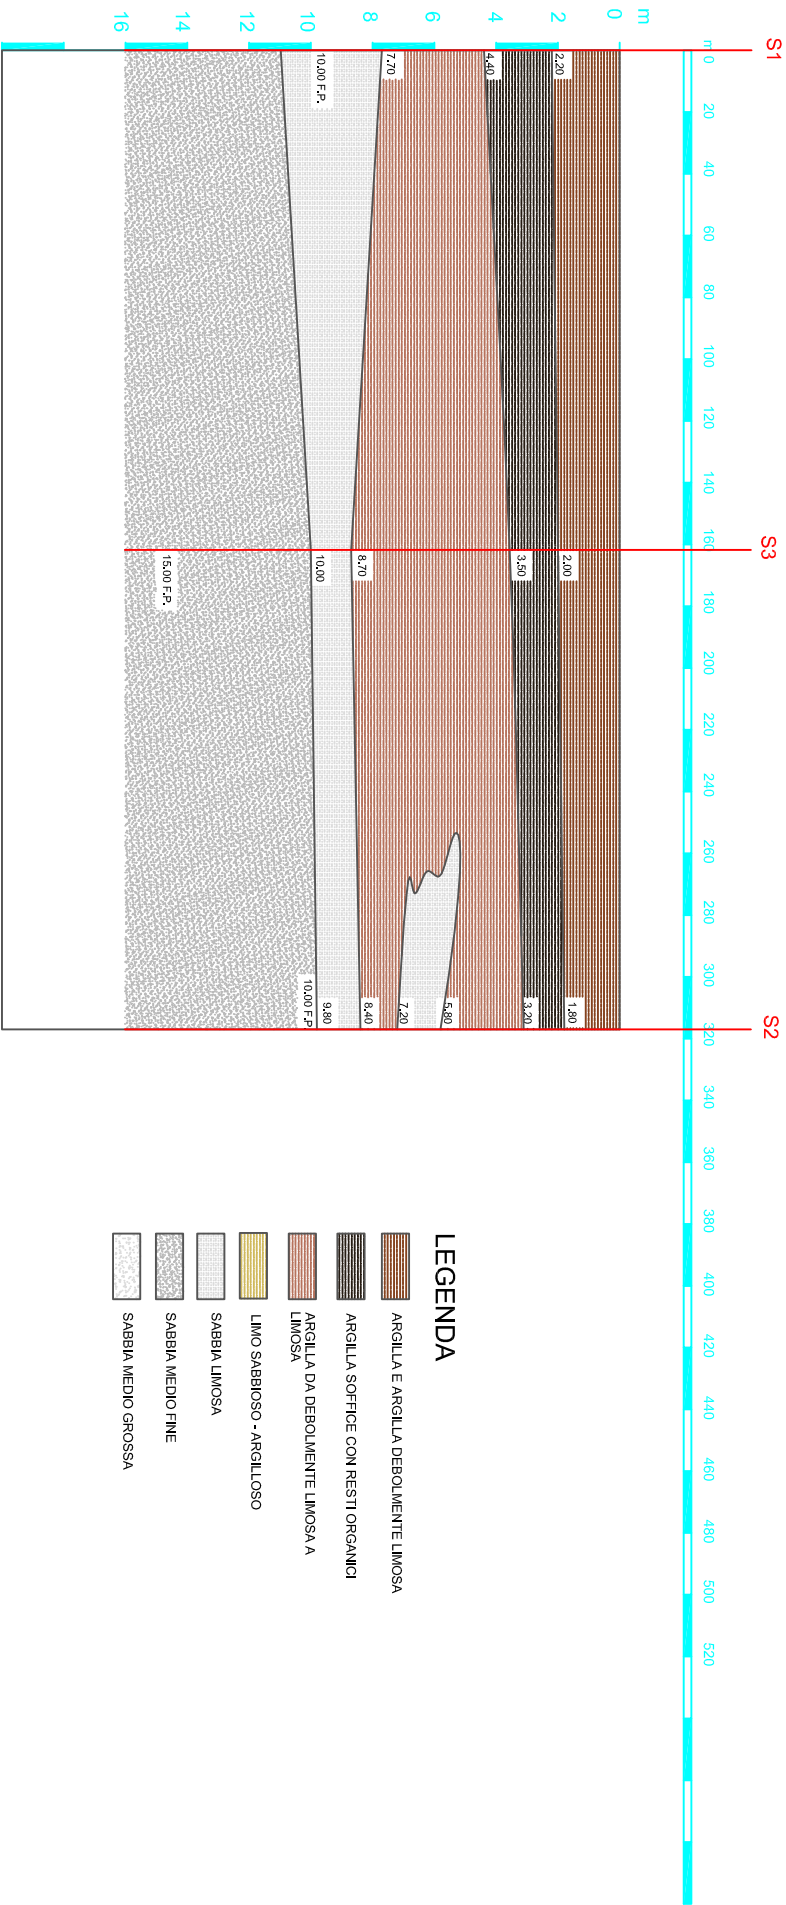 S1
S3
S2
m 0 20 40 60 80 100 120 140 160 180 200 220 240 260 280 300 320 340 360 380 400 420 440 460 480 500 520
m
0
2
4
6
8
10
12
14
16
2.20
4.40
7.70
10.00 F.P.
2.00
3.50
8.70
10.00
15.00 F.P.
1.80
3.20
5.80
7.20
8.40
9.80
10.00 F.P.
LEGENDA
ARGILLA E ARGILLA DEBOLMENTE LIMOSA
ARGILLA SOFFICE CON RESTI ORGANICI
ARGILLA DA DEBOLMENTE LIMOSA A
LIMOSA
LIMO SABBIOSO - ARGILLOSO
SABBIA LIMOSA
SABBIA MEDIO FINE
SABBIA MEDIO GROSSA